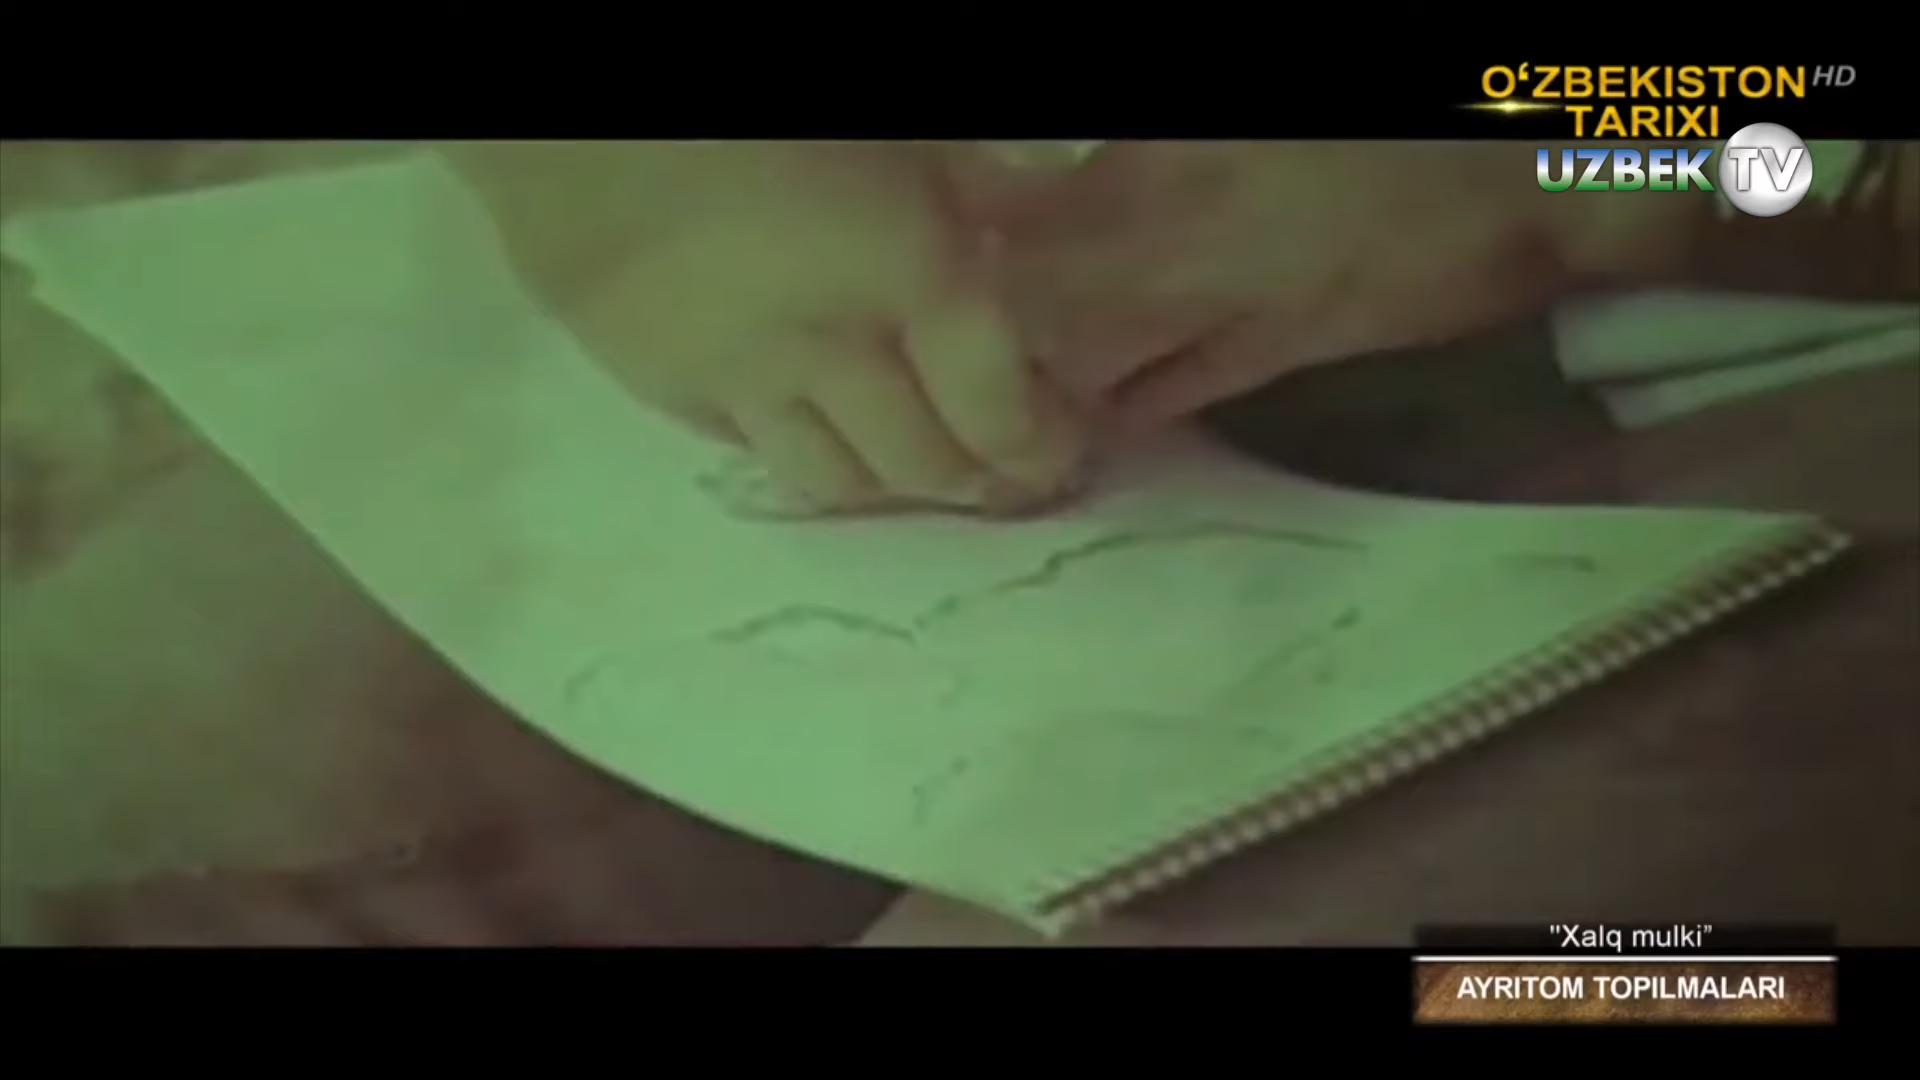 O‘ZBEKISTON HD
TARIXI
UZBEK TV
"Xalq mulki”
AYRITOM TOPILMALARI